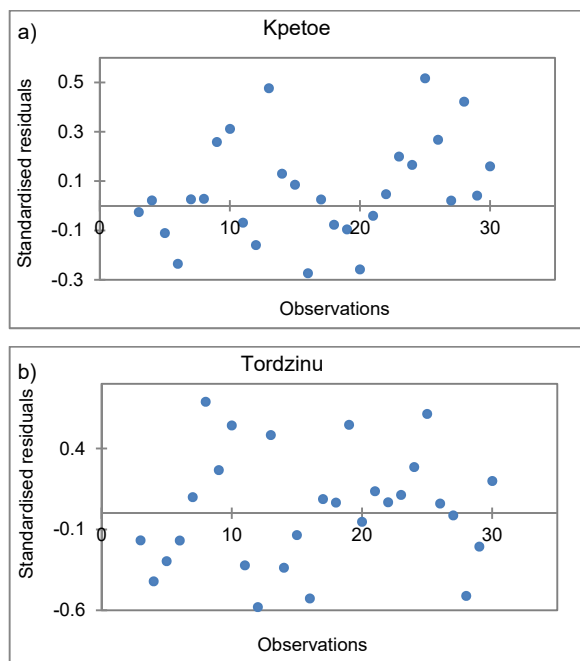 a)
Kpetoe
Standardised residuals
0.5
0.3
0.1
-0.1
-0.3
0 10 20 30
Observations
b)
Tordzinu
Standardised residuals
0.4
-0.1
-0.6
0 10 20 30
Observations